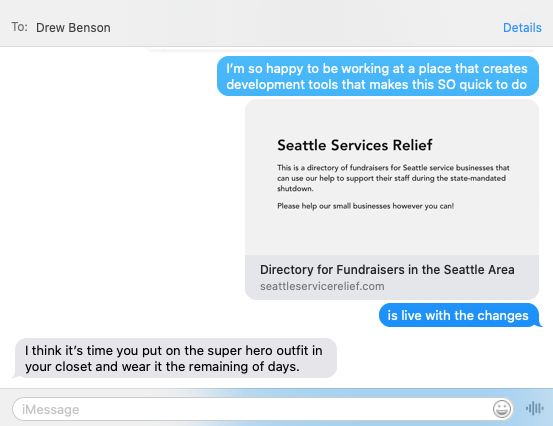 To: Drew Benson Details
I'm so happy to be working at a place that creates
development tools that makes this SO quick to do
Seattle Services Relief
This is a directory of fundraisers for Seattle service businesses that
can use our help to support their staff during the state-mandated
shutdown.
Please help our small businesses however you can!
Directory for Fundraisers in the Seattle Area
seattleservicerelief.com
is live with the changes
I think it's time you put on the super hero outfit in
your closet and wear it the remaining of days.
iMessage